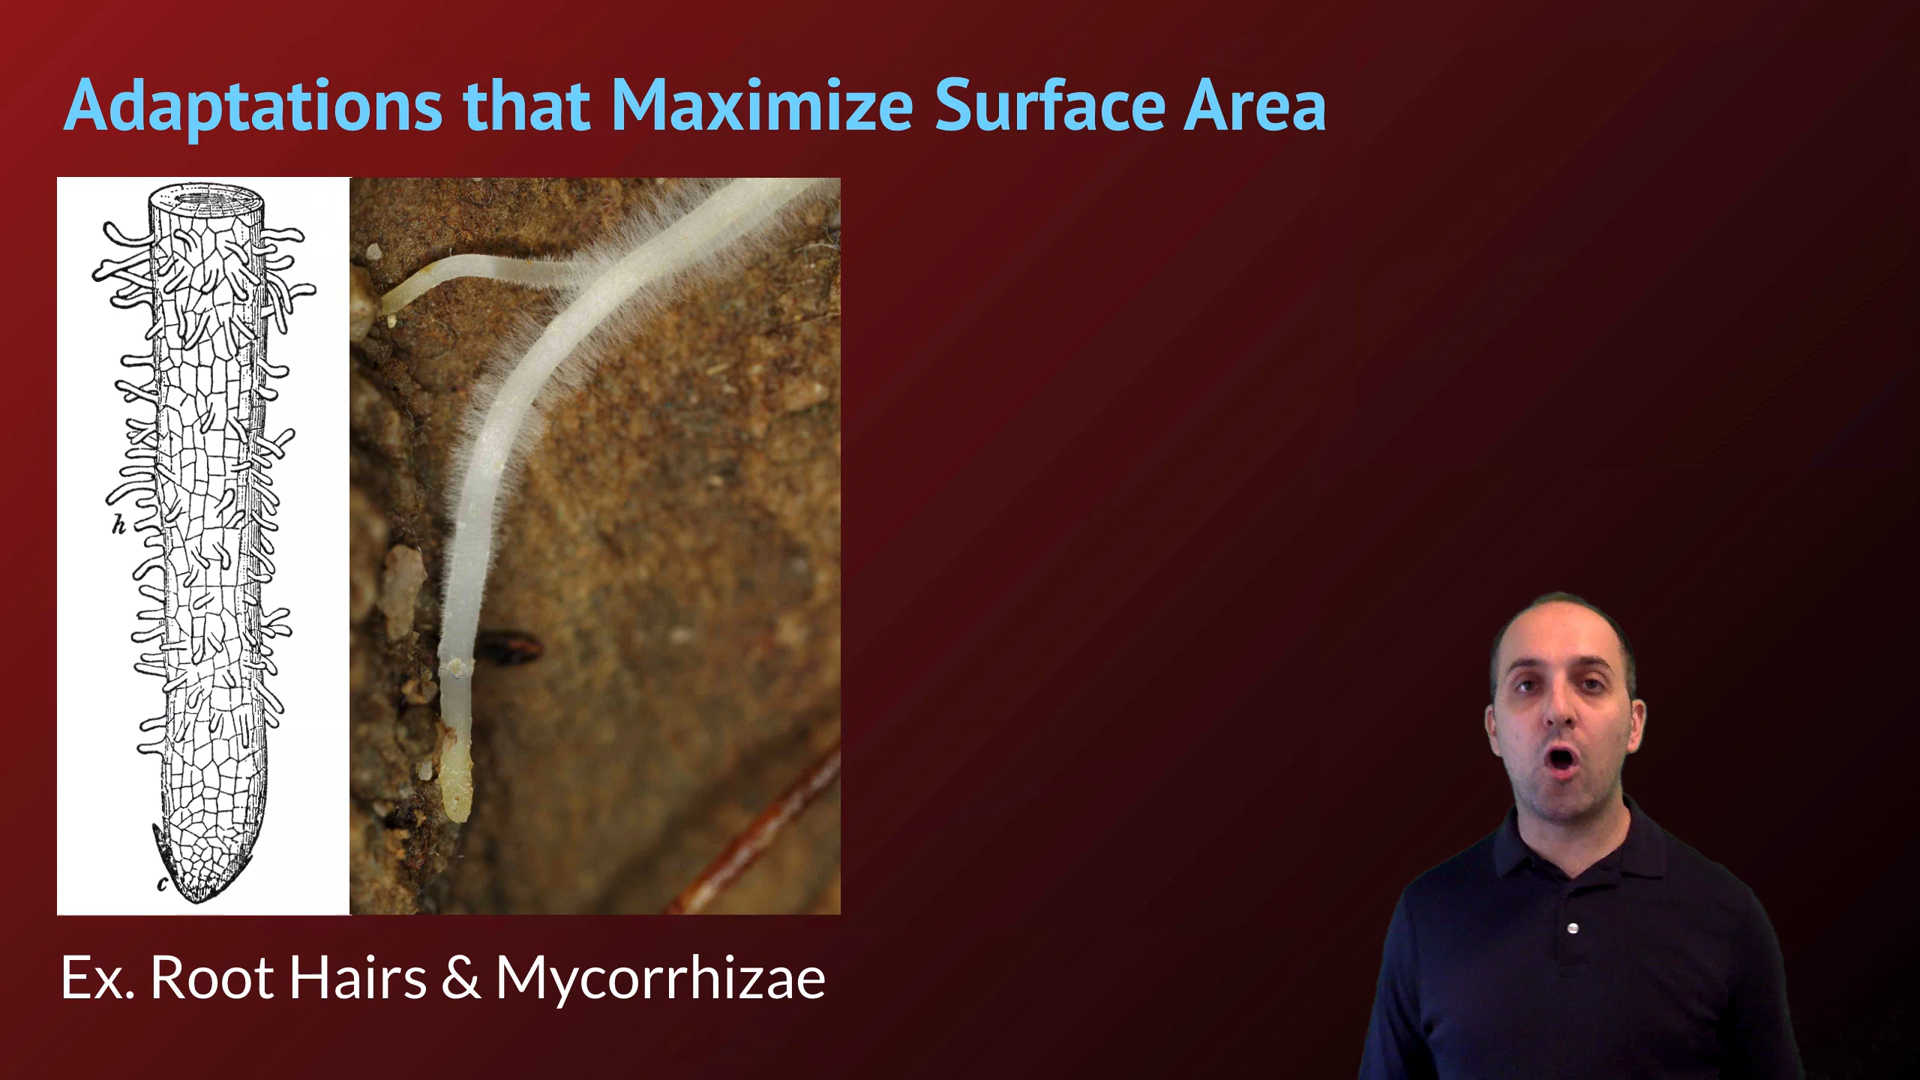 Adaptations that Maximize Surface Area
h
c
Ex. Root Hairs & Mycorrhizae